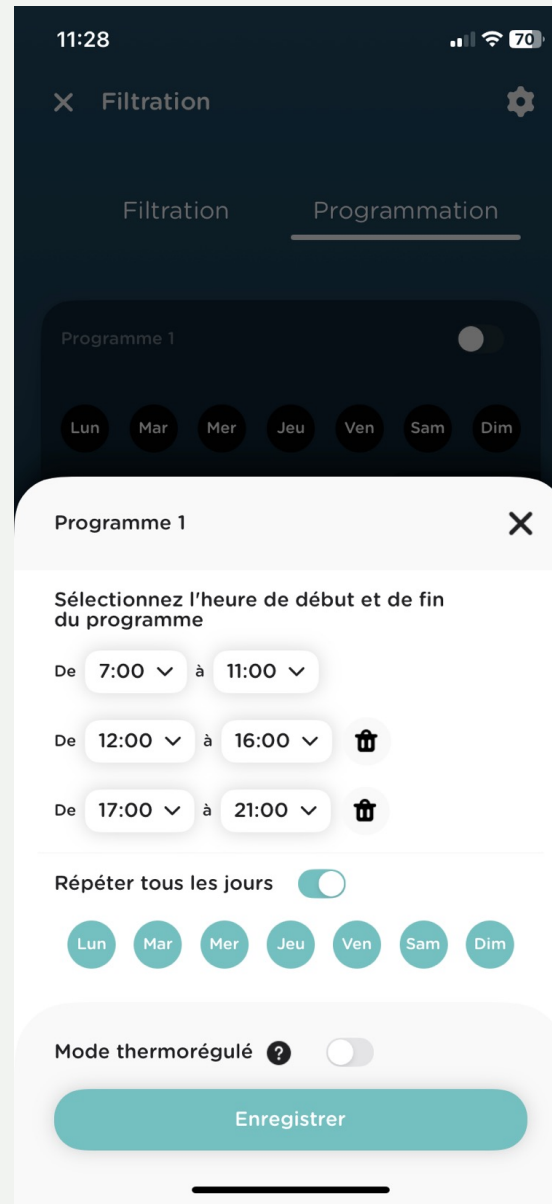 11:28
70
Filtration
Filtration Programmation
Programme 1
Lun Mar Mer Jeu Ven Sam Dim
Programme 1
Sélectionnez l'heure de début et de fin
du programme
De 7:00 à 11:00
De 12:00 à 16:00
De 17:00 à 21:00
Répéter tous les jours
Lun Mar Mer Jeu Ven Sam Dim
Mode thermorégulé ?
Enregistrer